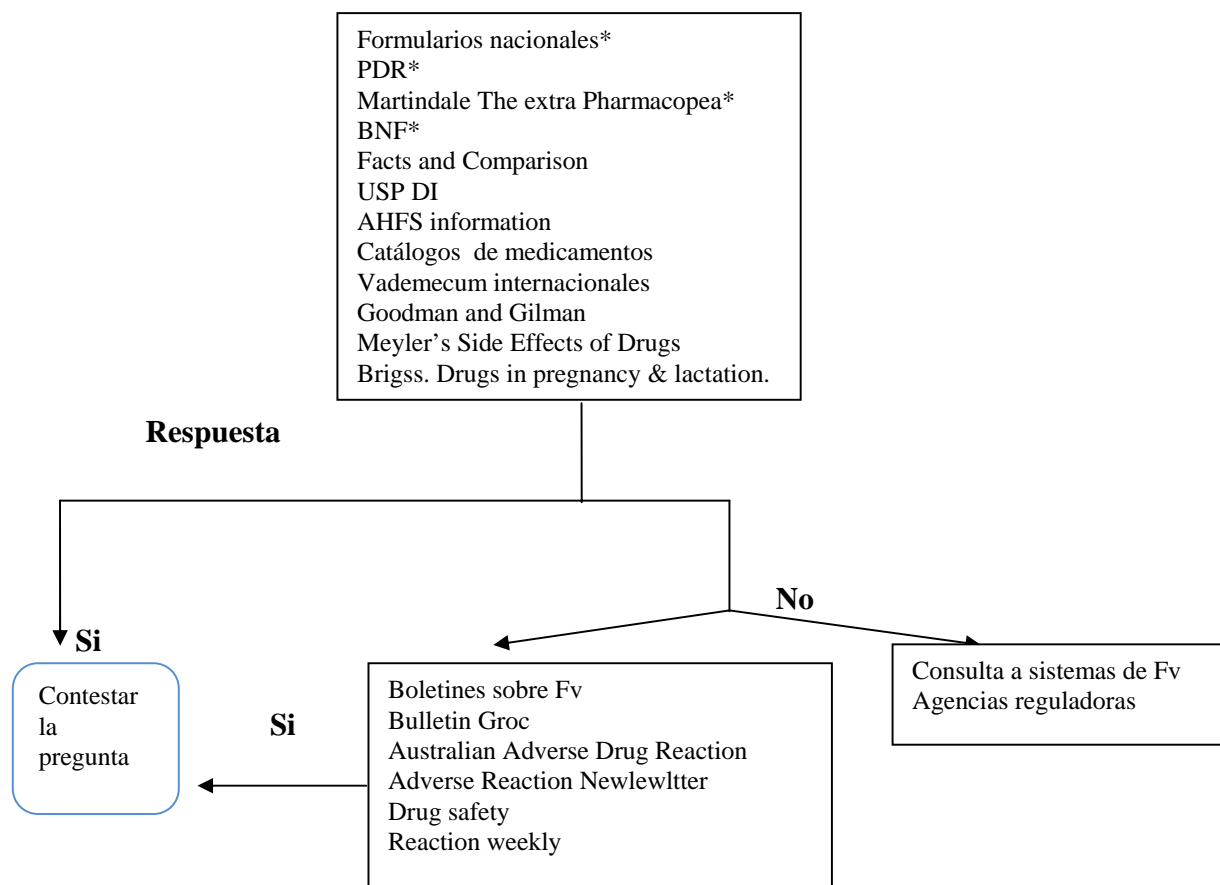 Formularios nacionales*
PDR*
Martindale The extra Pharmacopea*
BNF*
Facts and Comparison
USP DI
AHFS information
Catálogos de medicamentos
Vademecum internacionales
Goodman and Gilman
Meyler’s Side Effects of Drugs
Brigss. Drugs in pregnancy & lactation.
Respuesta
No
Si
Contestar
la
pregunta
Si
Boletines sobre Fv
Bulletin Groc
Australian Adverse Drug Reaction
Adverse Reaction Newlewltter
Drug safety
Reaction weekly
Consulta a sistemas de Fv
Agencias reguladoras